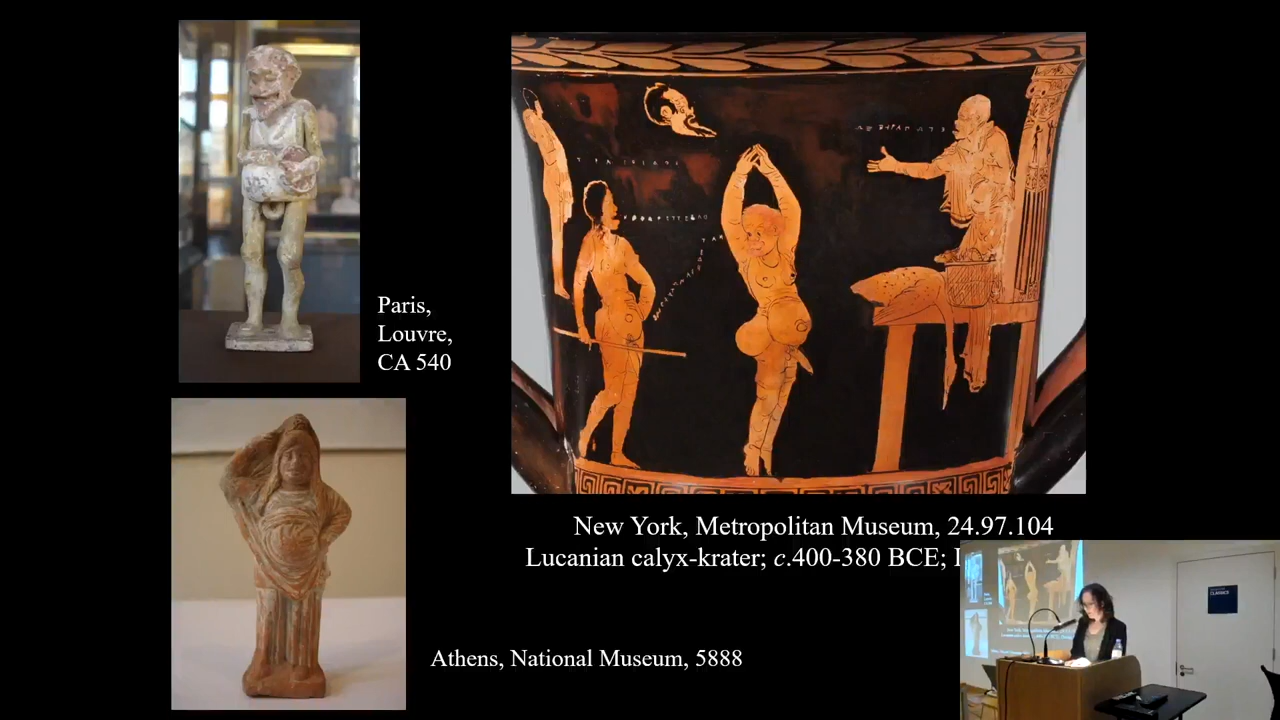 Paris,
Louvre,
CA 540
New York, Metropolitan Museum, 24.97.104
Lucanian calyx-krater; c.400-380 BCE;
Athens, National Museum, 5888
CLASSICS